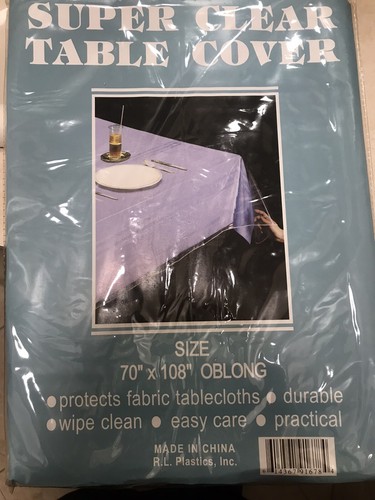 SUPER CLEAR
TABLE COVER
SIZE
70" x 108" OBLONG
● protects fabric tablecloths ● durable
● wipe clean ● easy care ● practical
MADE IN CHINA
R.L. Plastics, Inc.